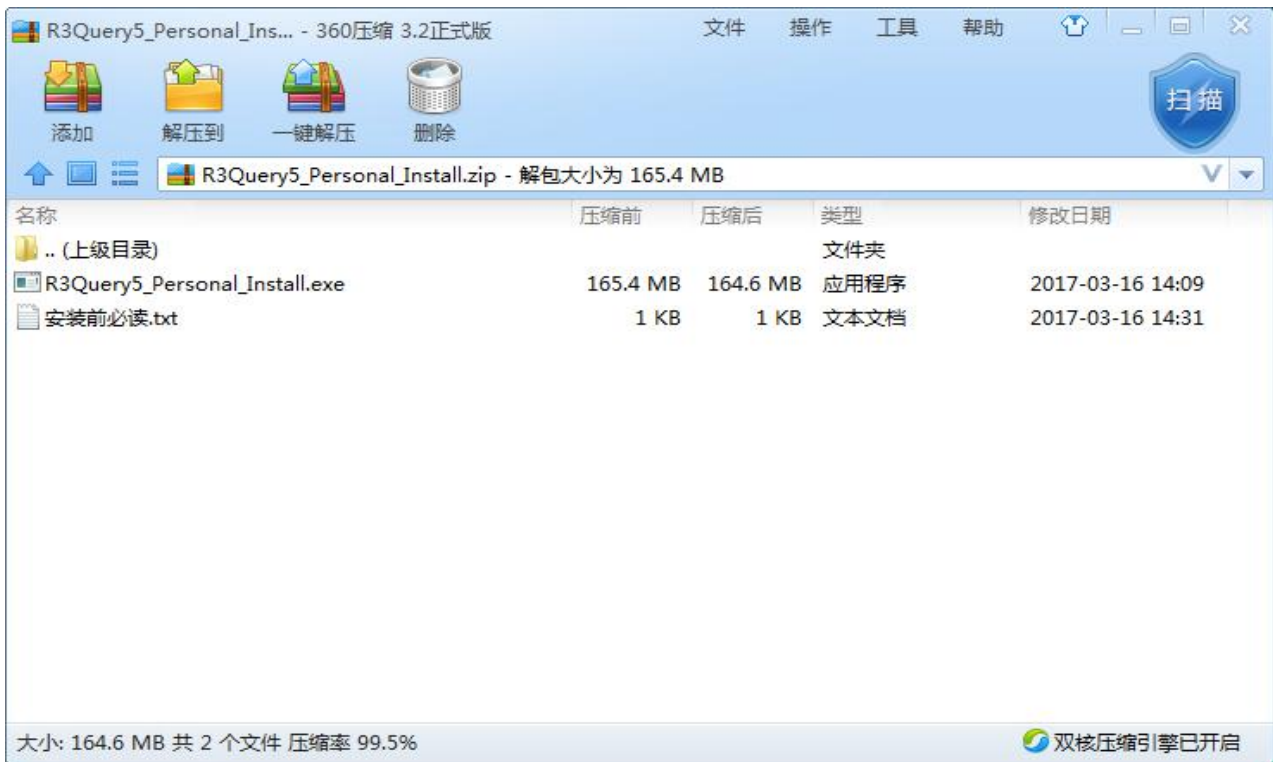 R3Query5_Personal_Ins... - 360压缩 3.2正式版 文件 操作 工具 帮助
添加 解压到 一键解压 删除 扫描
R3Query5_Personal_Install.zip - 解包大小为 165.4 MB
名称 压缩前 压缩后 类型 修改日期
.. (上级目录) 文件夹
R3Query5_Personal_Install.exe 165.4 MB 164.6 MB 应用程序 2017-03-16 14:09
安装前必读.txt 1 KB 1 KB 文本文档 2017-03-16 14:31
大小: 164.6 MB 共 2 个文件 压缩率 99.5% 双核压缩引擎已开启